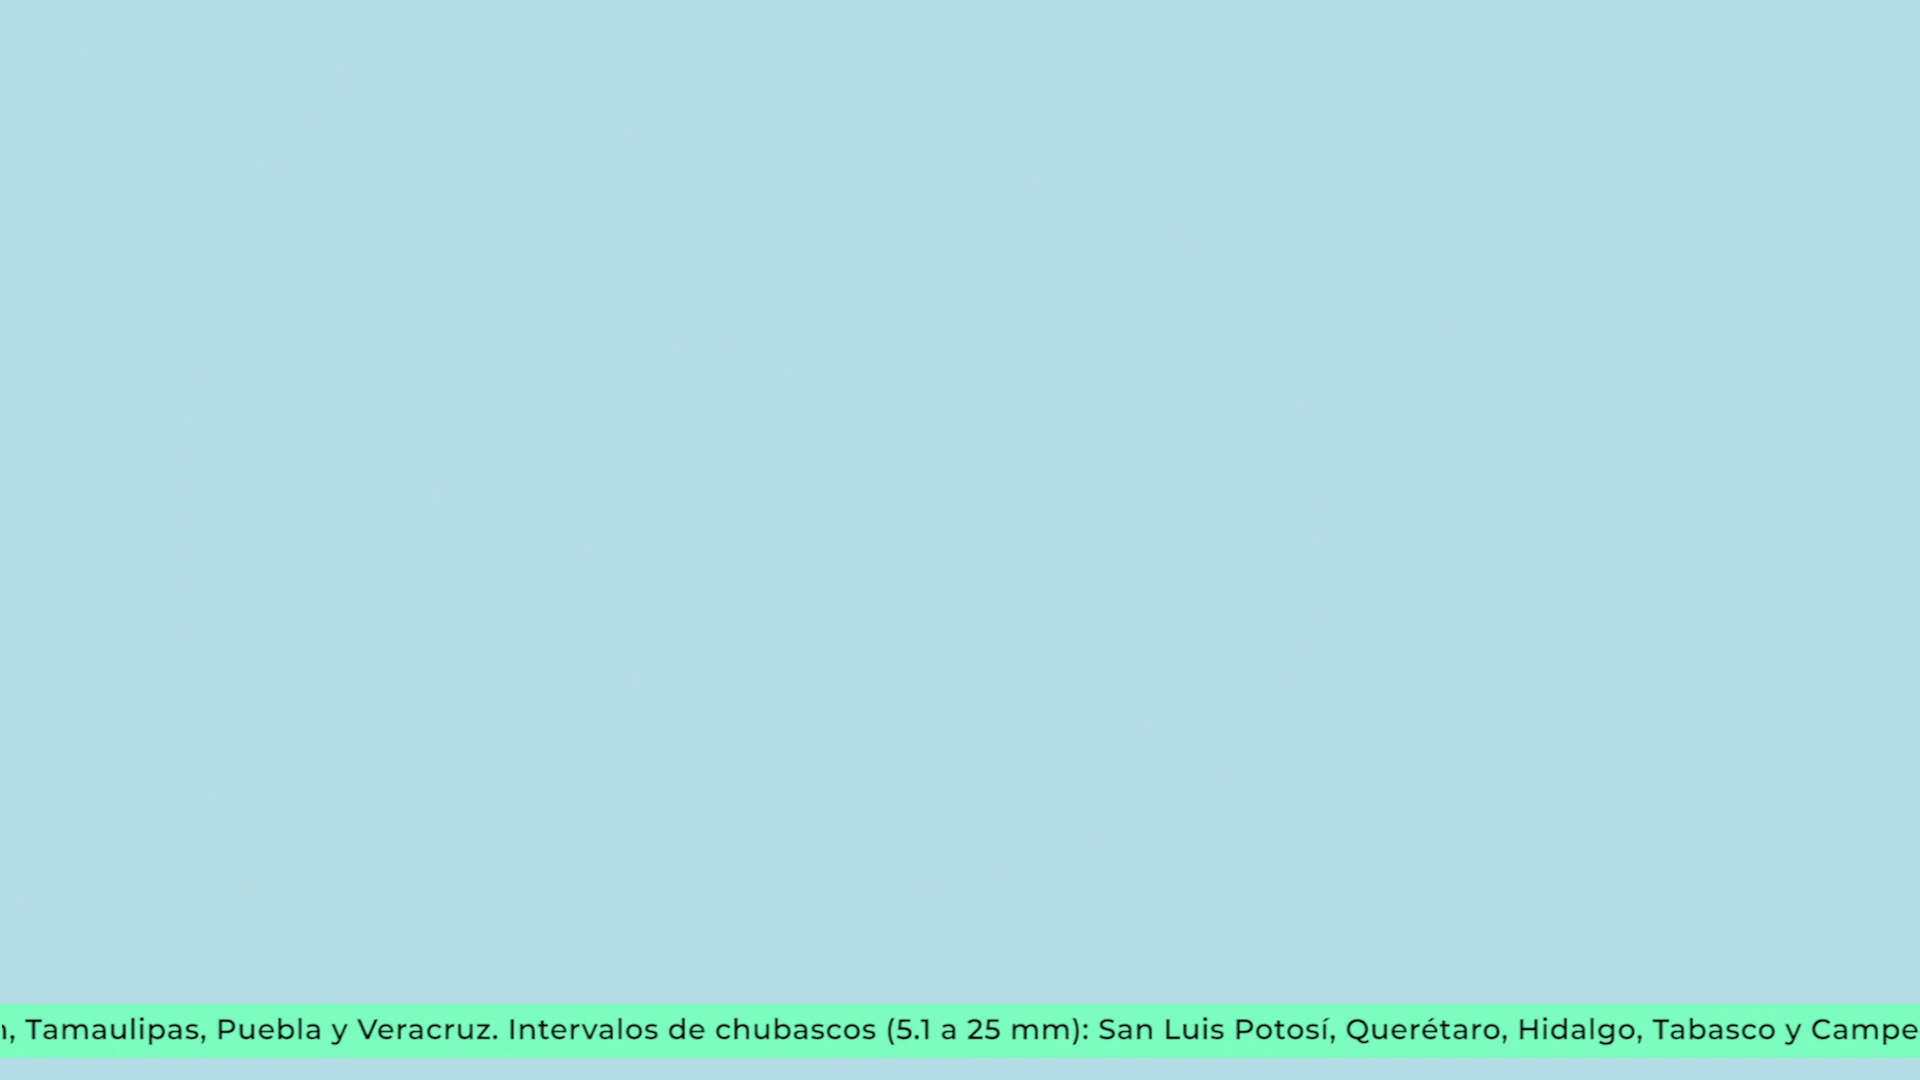 , Tamaulipas, Puebla y Veracruz. Intervalos de chubascos (5.1 a 25 mm): San Luis Potosí, Querétaro, Hidalgo, Tabasco y Campe